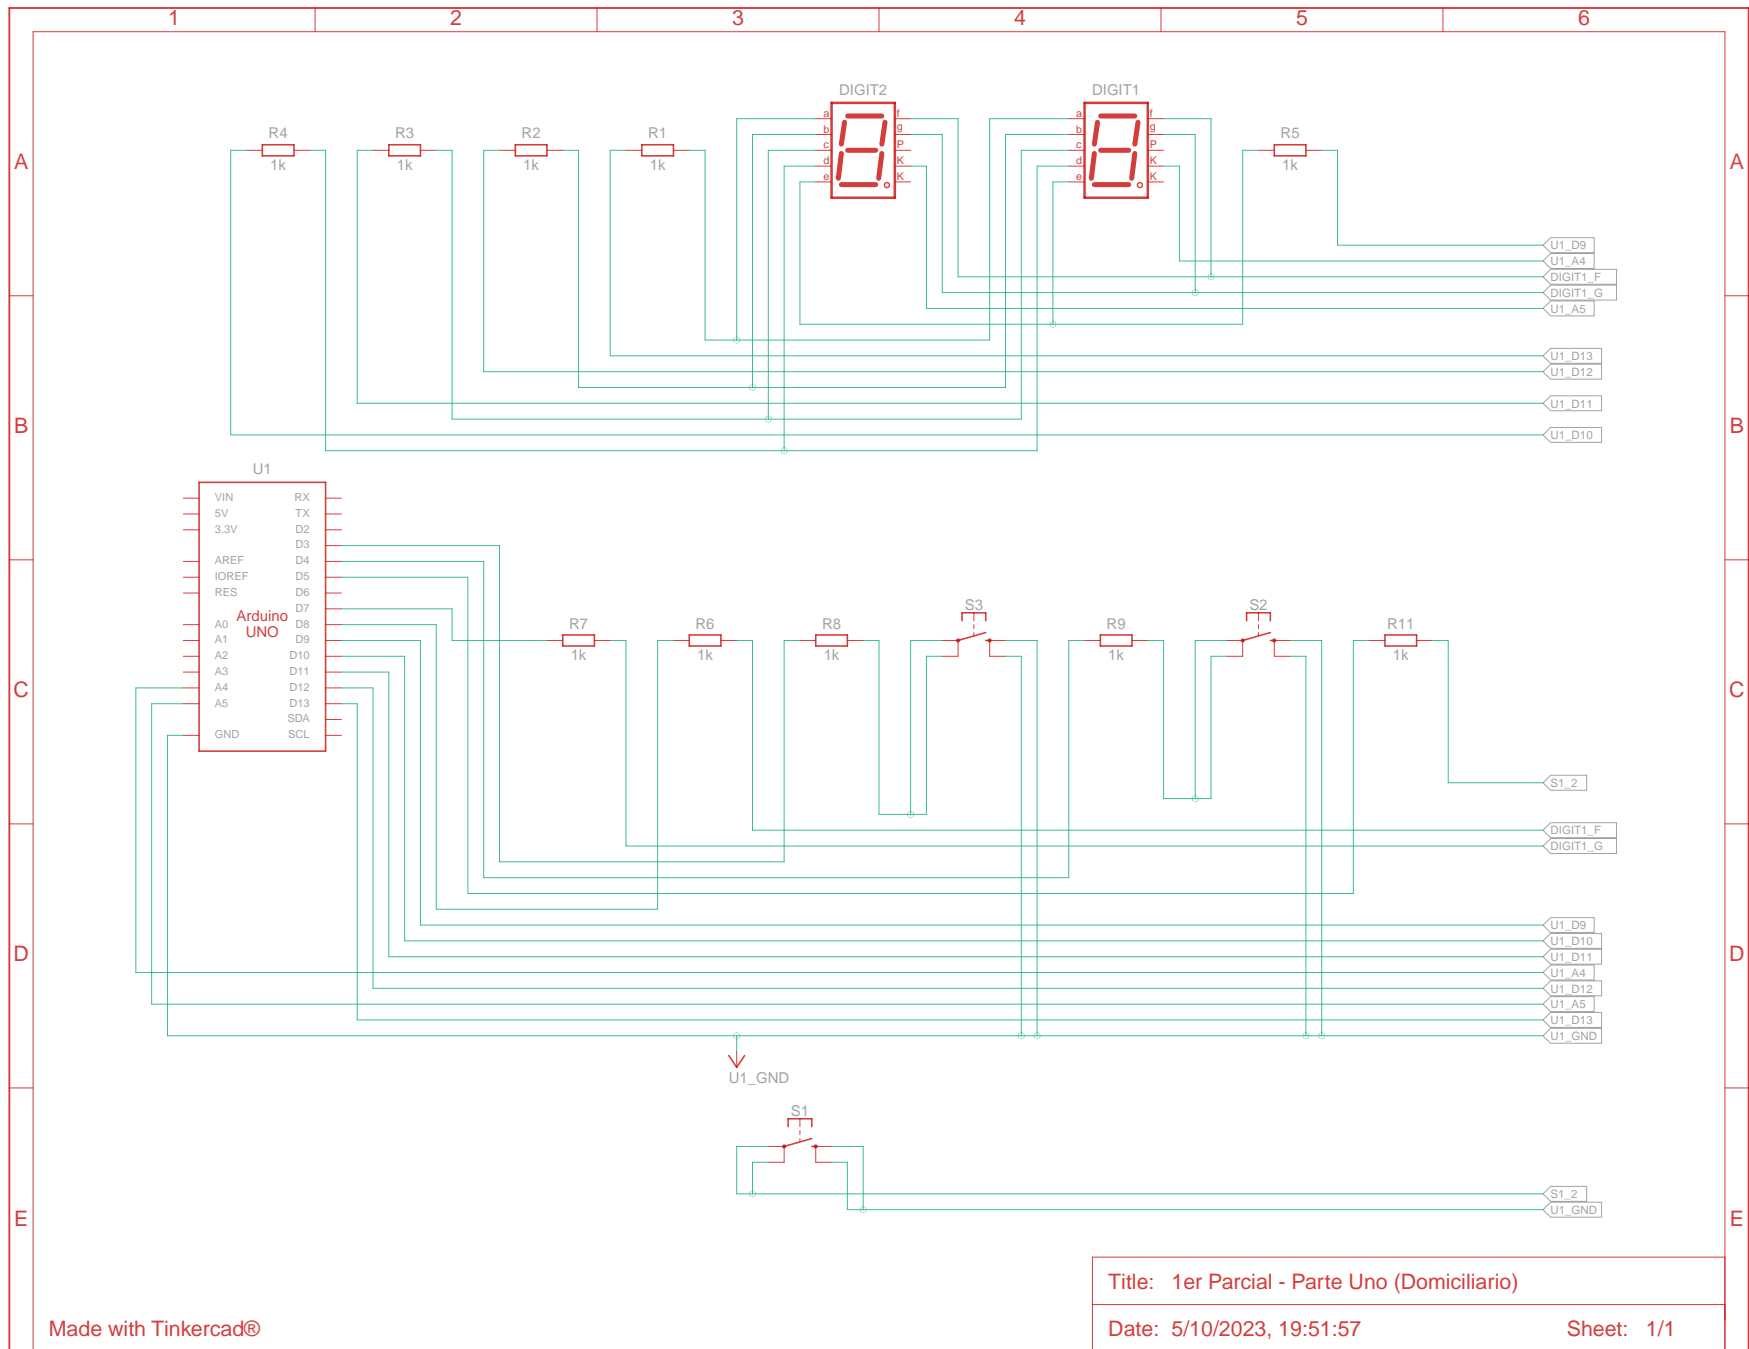 1 2 3 4 5 6
DIGIT2 DIGIT1
R4 R3 R2 R1 R5
1k 1k 1k 1k 1k
a f a f
b g b g
c P c P
d K d K
e K e K
A A
U1_D9
U1_A4
DIGIT1_F
DIGIT1_G
U1_A5
U1_D13
U1_D12
U1_D11
U1_D10
B B
U1
VIN RX
5V TX
3.3V D2
D3
AREF D4
IOREF D5
RES D6
D7
Arduino
UNO
A0 D8
A1 D9
A2 D10
A3 D11
A4 D12
A5 D13
SDA
GND SCL
S3 S2
R7 R6 R8 R9 R11
1k 1k 1k 1k 1k
C C
S1_2
DIGIT1_F
DIGIT1_G
U1_D9
U1_D10
U1_D11
U1_A4
U1_D12
U1_A5
U1_D13
U1_GND
D D
U1_GND
S1
S1_2
U1_GND
E E
Title: 1er Parcial - Parte Uno (Domiciliario)
Made with Tinkercad®
Date: 5/10/2023, 19:51:57 Sheet: 1/1